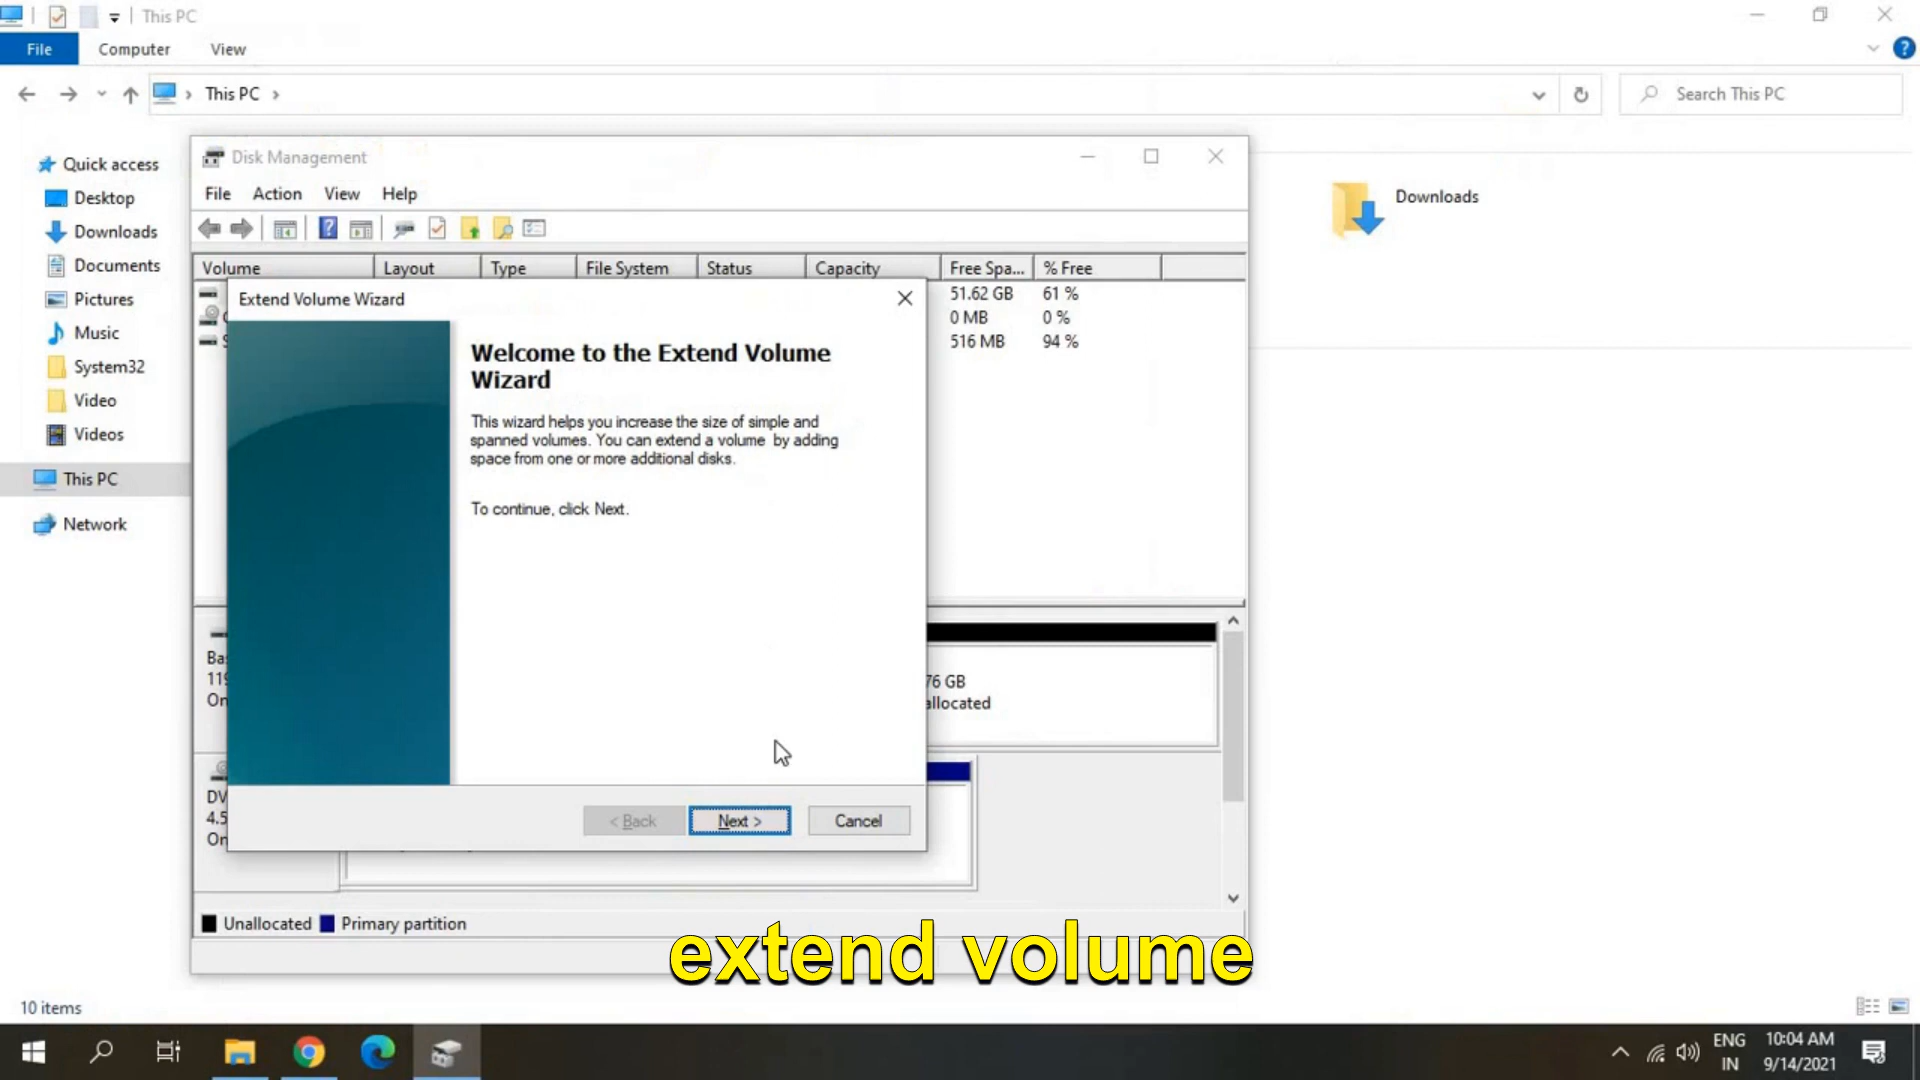 This PC
File Computer View
This PC
Search This PC
Quick access
Desktop
Downloads
Documents
Pictures
Music
System32
Video
Videos
This PC
Network
Downloads
Disk Management
File Action View Help
Volume Layout Type File System Status Capacity Free Spa... % Free
51.62 GB 61 %
0 MB 0 %
516 MB 94 %
Extend Volume Wizard
Welcome to the Extend Volume
Wizard
This wizard helps you increase the size of simple and
spanned volumes. You can extend a volume by adding
space from one or more additional disks.
To continue, click Next.
< Back Next > Cancel
76 GB
allocated
Unallocated Primary partition
extend volume
10 items
ENG
IN
10:04 AM
9/14/2021